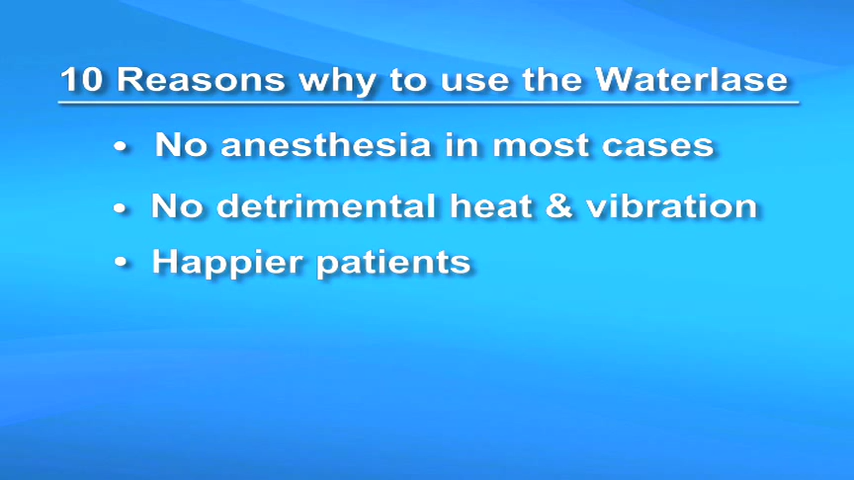 10 Reasons why to use the Waterlase
• No anesthesia in most cases
• No detrimental heat & vibration
• Happier patients